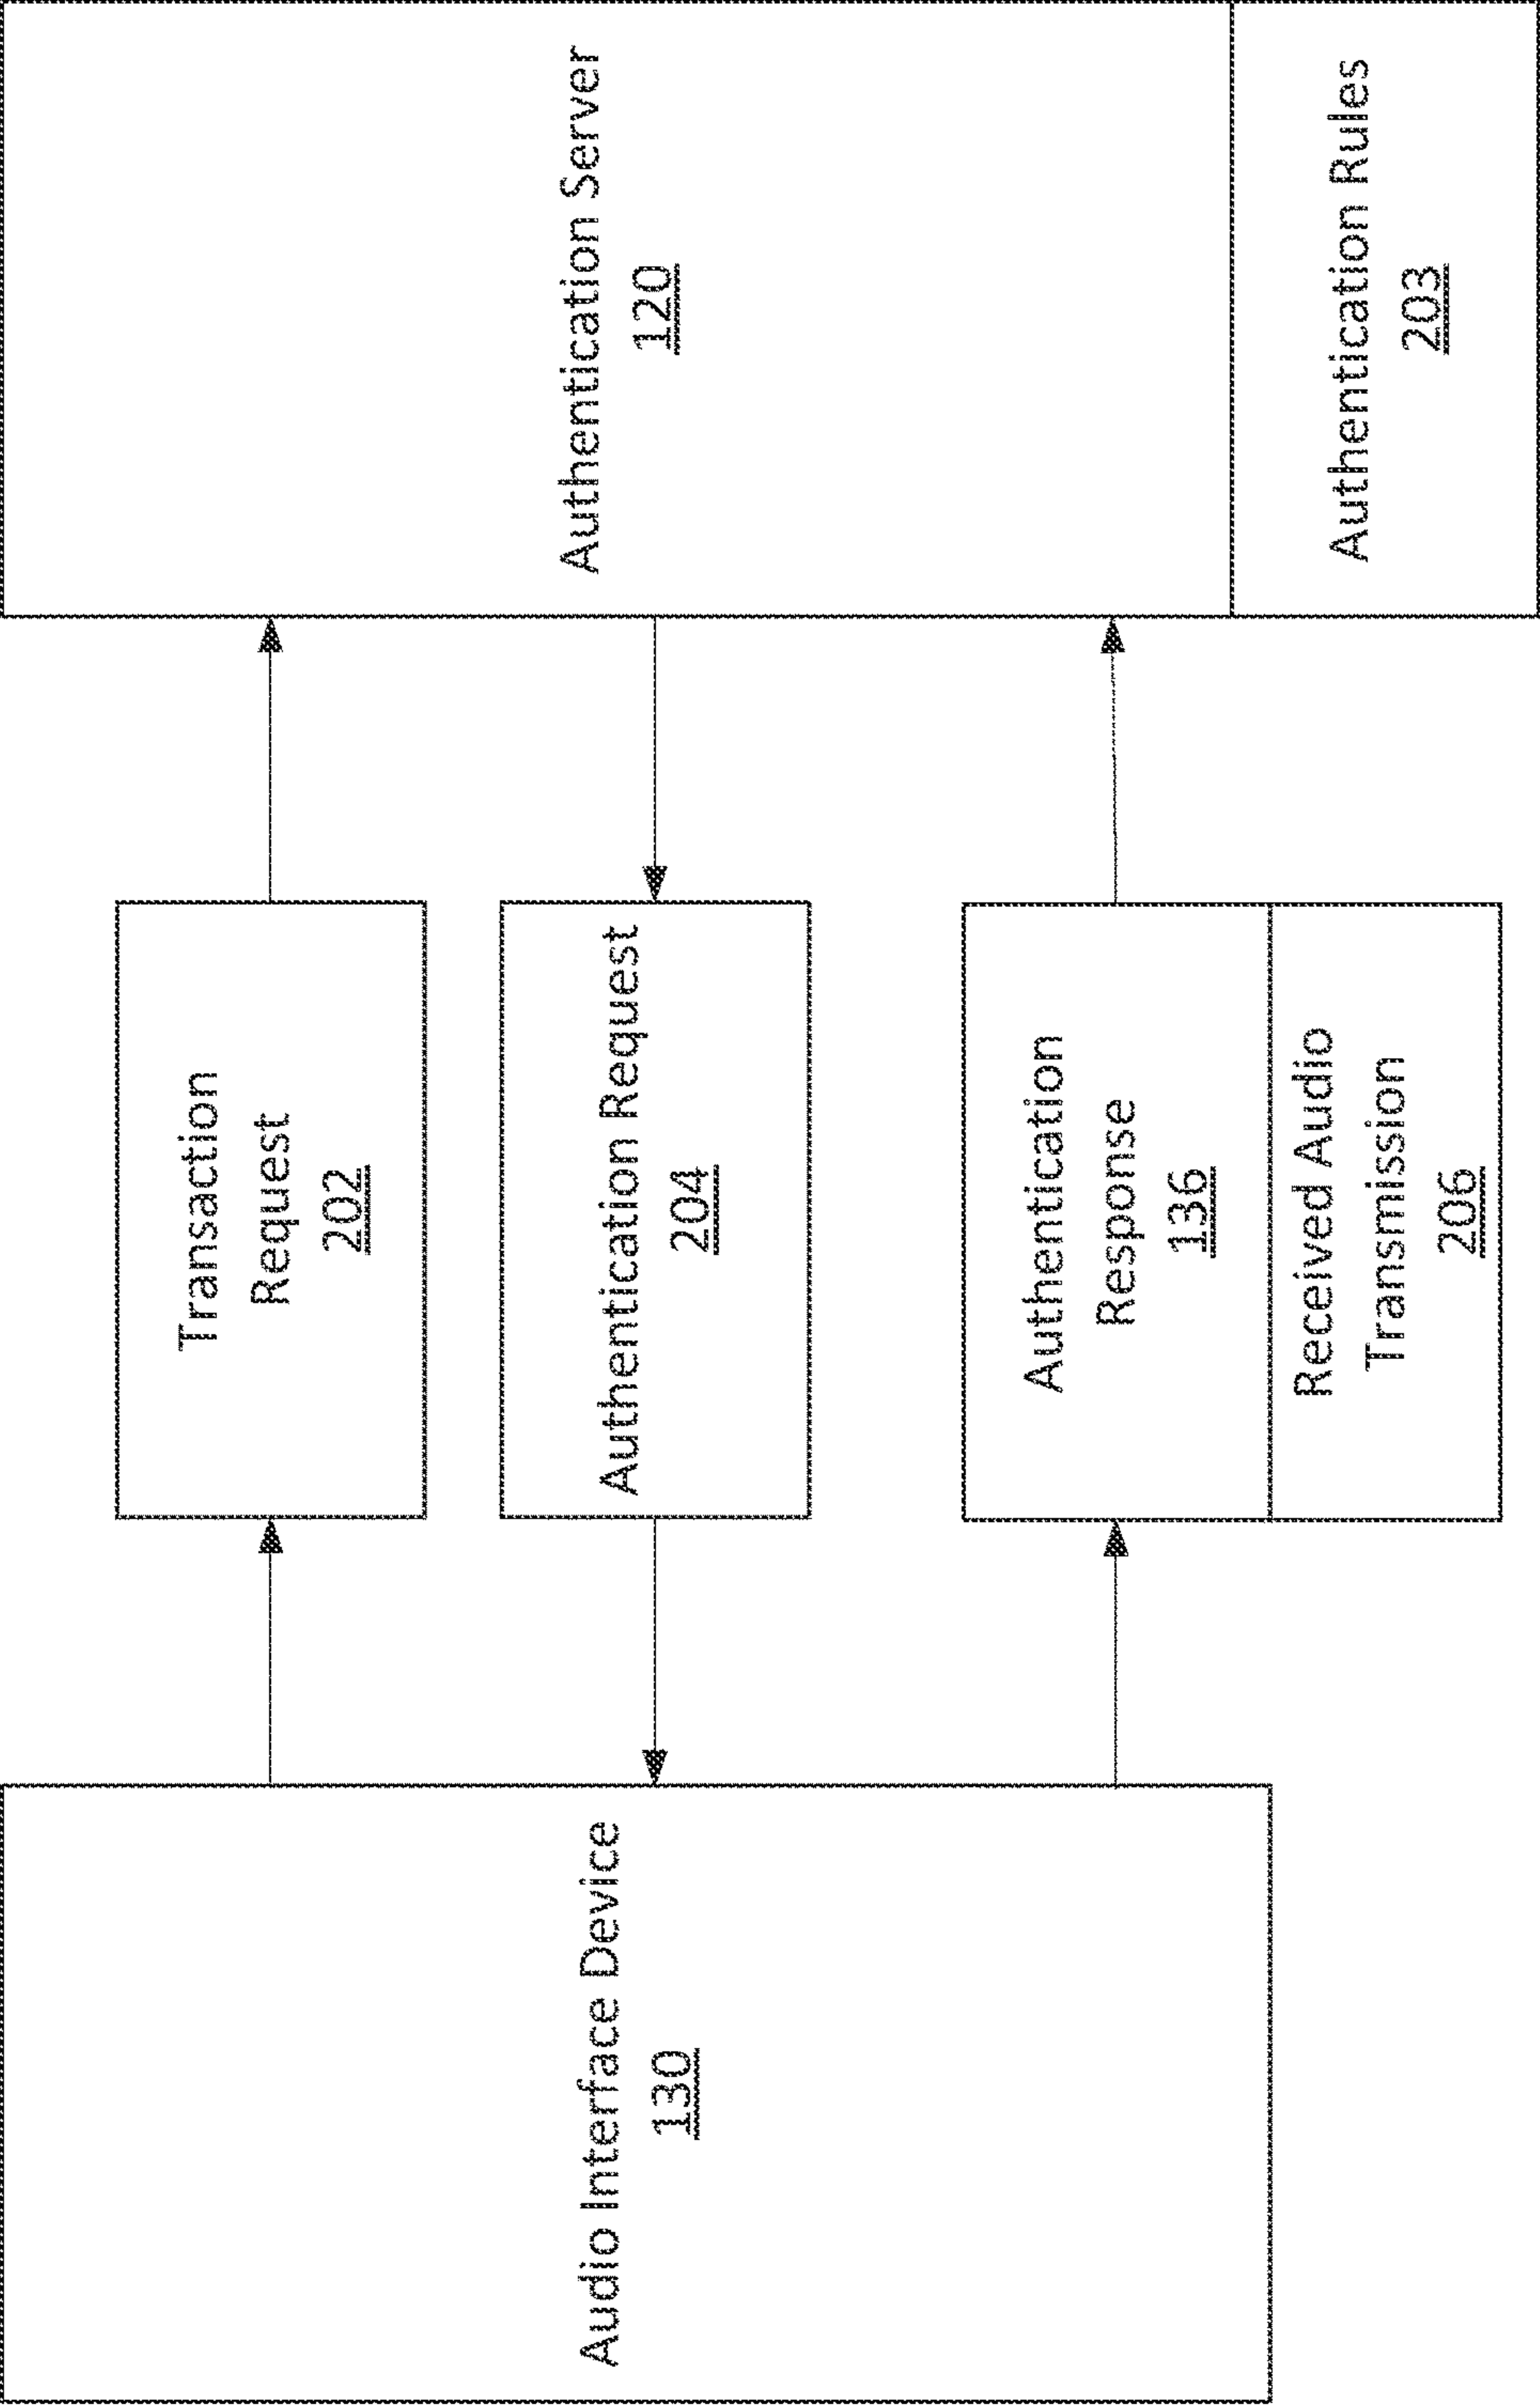 Audio Interface Device
130
Transaction
Request
202
Authentication Request
204
Authentication
Response
136
Received Audio
Transmission
206
Authentication Server
120
Authentication Rules
203